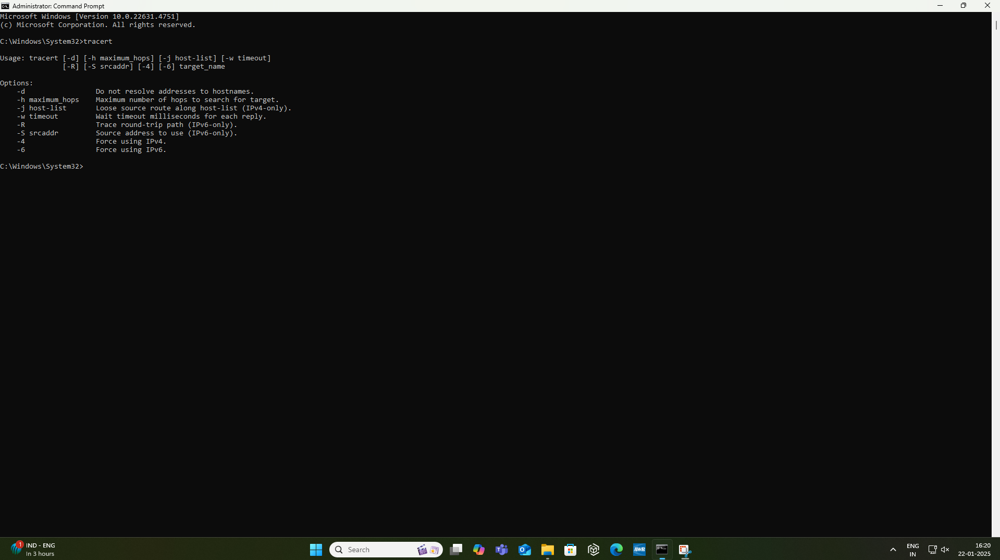 Administrator: Command Prompt
Microsoft Windows [Version 10.0.22631.4751]
(c) Microsoft Corporation. All rights reserved.
C:\Windows\System32>tracert
Usage: tracert [-d] [-h maximum_hops] [-j host-list] [-w timeout]
[-R] [-S srcaddr] [-4] [-6] target_name
Options:
-d Do not resolve addresses to hostnames.
-h maximum_hops Maximum number of hops to search for target.
-j host-list Loose source route along host-list (IPv4-only).
-w timeout Wait timeout milliseconds for each reply.
-R Trace round-trip path (IPv6-only).
-S srcaddr Source address to use (IPv6-only).
-4 Force using IPv4.
-6 Force using IPv6.
C:\Windows\System32>
1
IND - ENG
In 3 hours
Search
AWR
ENG
IN
16:20
22-01-2025